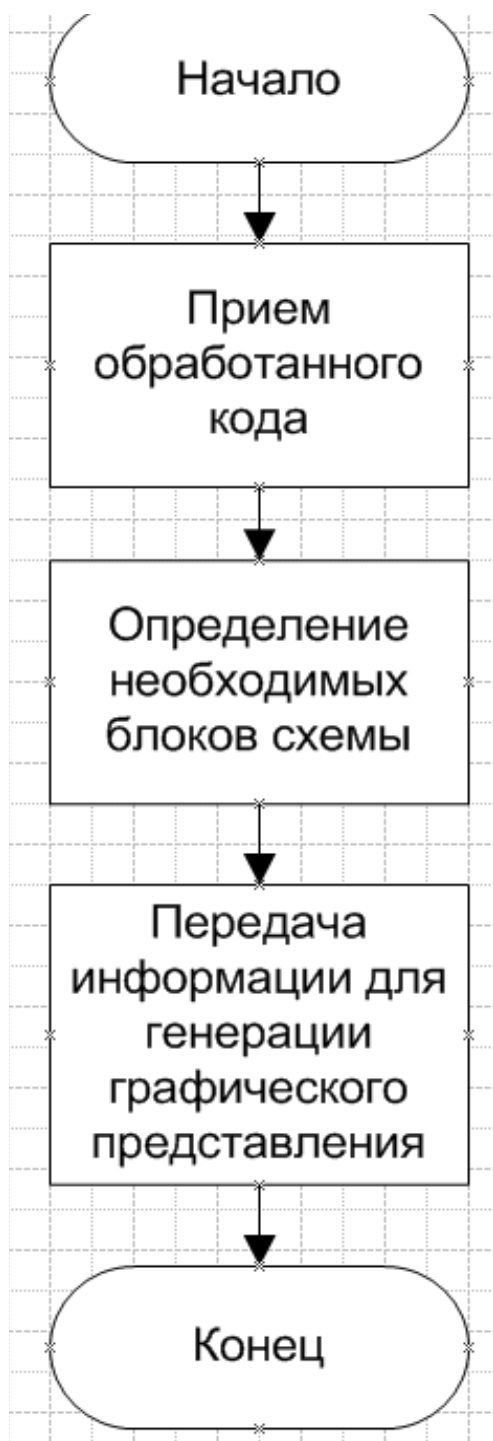 Начало
Прием
обработанного
кода
Определение
необходимых
блоков схемы
Передача
информации для
генерации
графического
представления
Конец